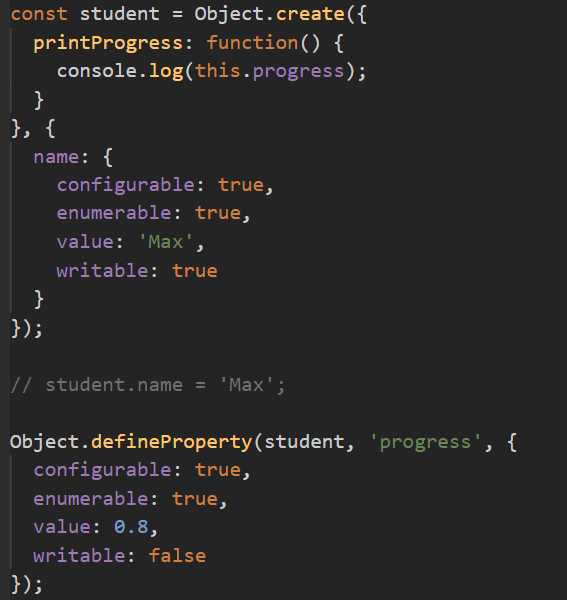 const student = Object.create({
  printProgress: function() {
    console.log(this.progress);
  }
}, {
  name: {
    configurable: true,
    enumerable: true,
    value: 'Max',
    writable: true
  }
});

// student.name = 'Max';

Object.defineProperty(student, 'progress', {
  configurable: true,
  enumerable: true,
  value: 0.8,
  writable: false
});